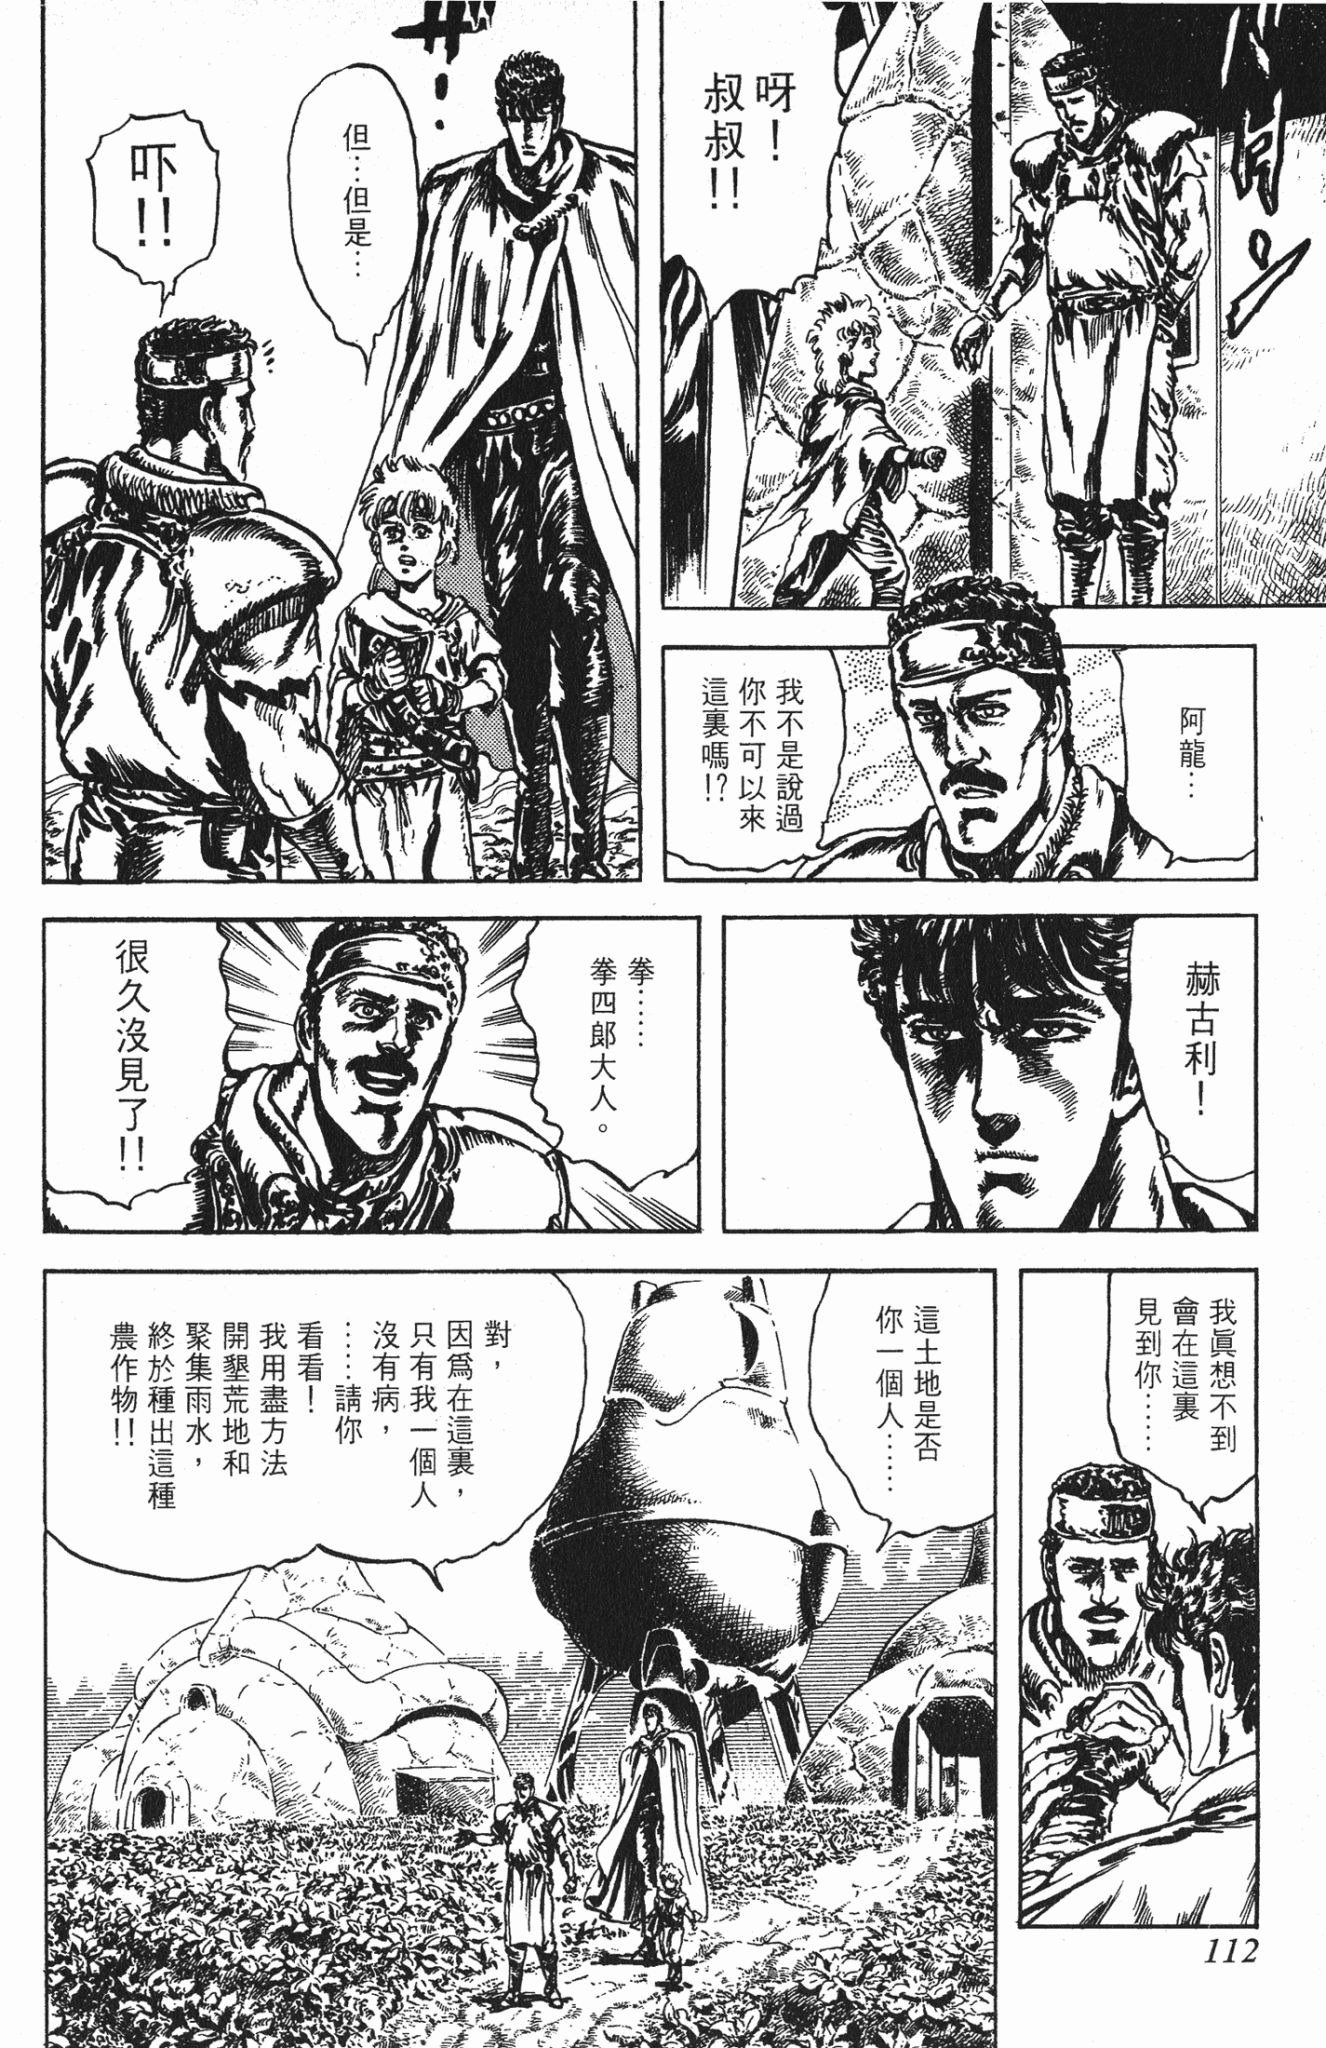 呀！
叔叔!!
阿龍…
我不是說過
你不可以來
這裏嗎!?
但…但是…
吓!!
赫古利！
拳……
拳四郎大人。
很久沒見了!!
我眞想不到
會在這裏
見到你……
這土地是否
你一個人……
對，
因爲在這裏，
只有我一個人
沒有病，
……請你
看看！
我用盡方法
開墾荒地和
聚集雨水，
終於種出這種
農作物!!
112